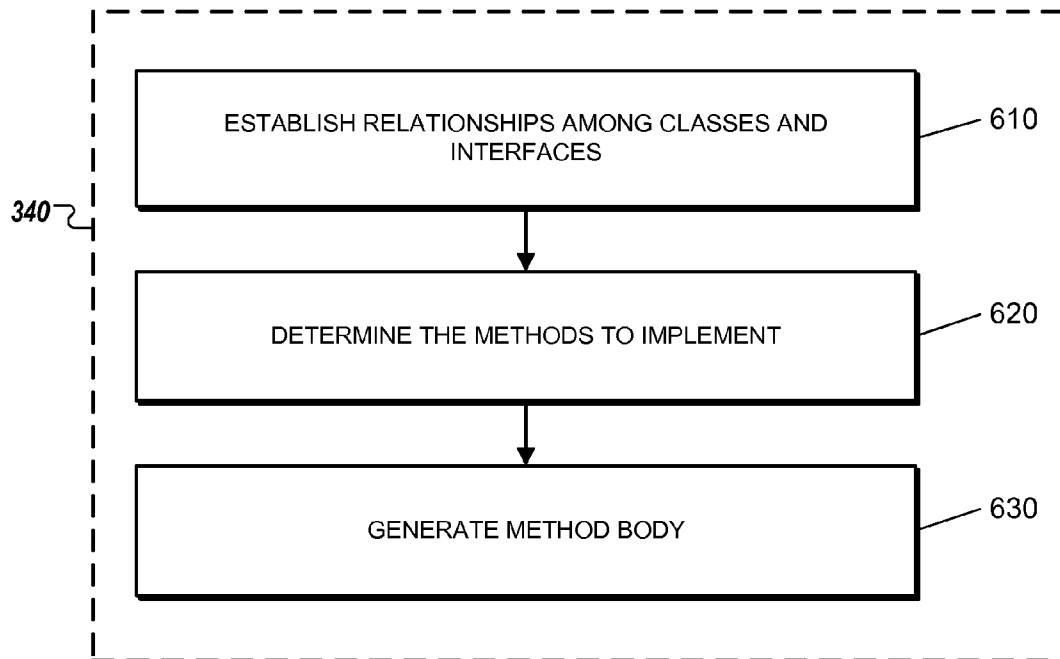 ESTABLISH RELATIONSHIPS AMONG CLASSES AND
INTERFACES
610
340
DETERMINE THE METHODS TO IMPLEMENT
620
GENERATE METHOD BODY
630